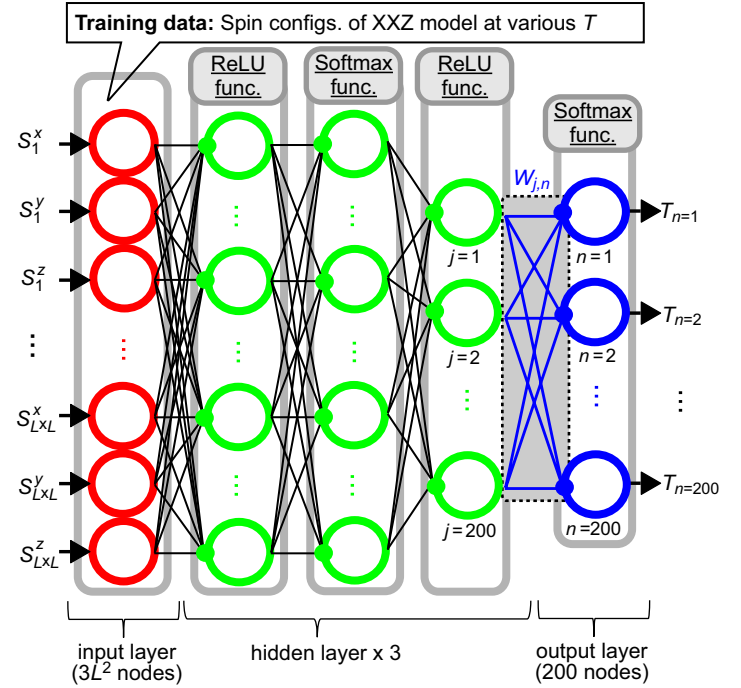 Training data: Spin configs. of XXZ model at various T
ReLU
func.
Softmax
func.
ReLU
func.
Softmax
func.
S_1^x
S_1^y
S_1^z
S_{L×L}^x
S_{L×L}^y
S_{L×L}^z
W_{j,n}
j=1
j=2
j=200
n=1
n=2
n=200
T_{n=1}
T_{n=2}
T_{n=200}
input layer
(3L² nodes)
hidden layer x 3
output layer
(200 nodes)